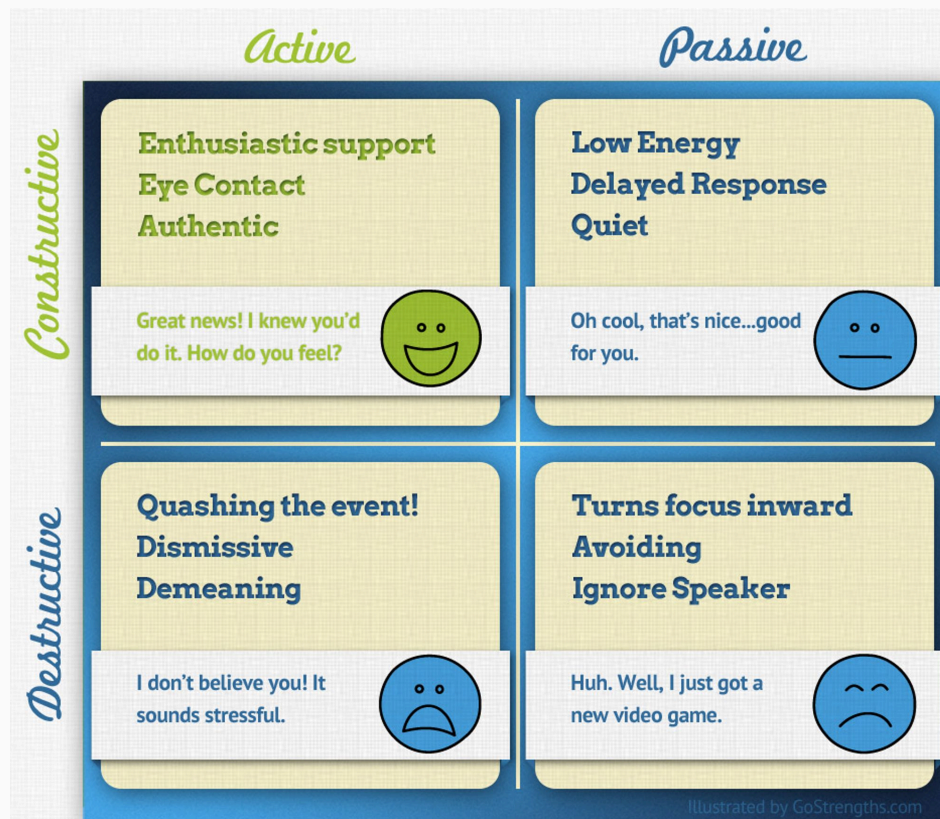 Active
Passive
Constructive
Enthusiastic support
Eye Contact
Authentic
Great news! I knew you'd
do it. How do you feel?
Low Energy
Delayed Response
Quiet
Oh cool, that's nice...good
for you.
Destructive
Quashing the event!
Dismissive
Demeaning
I don't believe you! It
sounds stressful.
Turns focus inward
Avoiding
Ignore Speaker
Huh. Well, I just got a
new video game.
Illustrated by GoStrengths.com